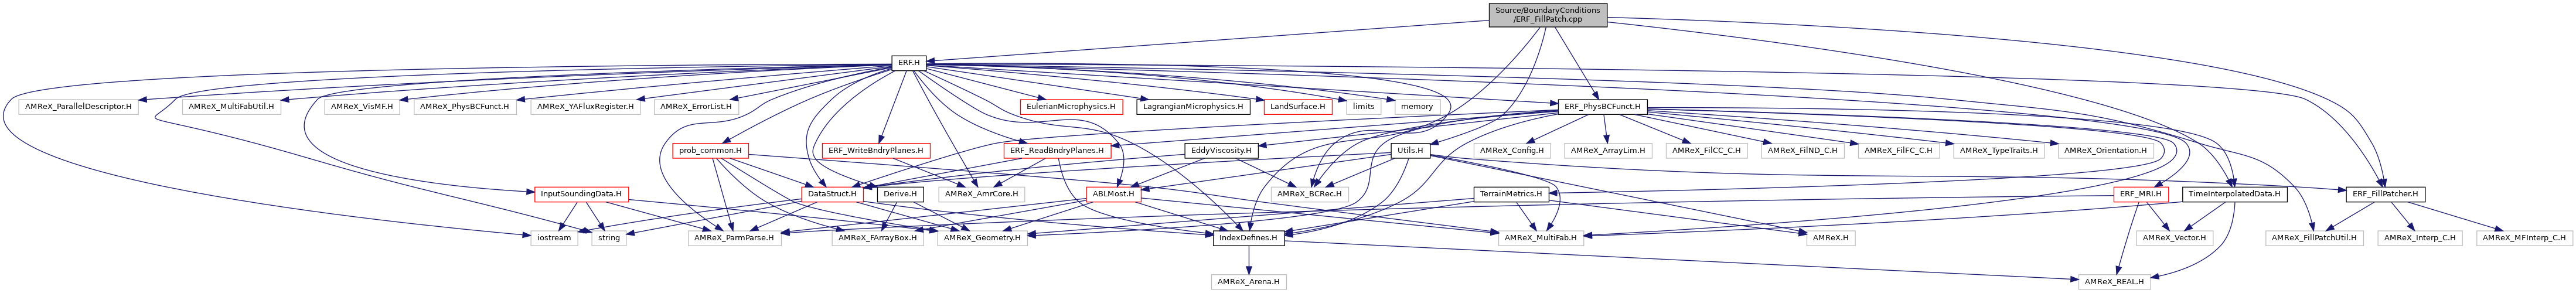 Source/BoundaryConditions
/ERF_FillPatch.cpp
ERF.H
AMReX_ParallelDescriptor.H
AMReX_MultiFabUtil.H
AMReX_VisMF.H
AMReX_PhysBCFunct.H
AMReX_YAFluxRegister.H
AMReX_ErrorList.H
EulerianMicrophysics.H
LagrangianMicrophysics.H
LandSurface.H
limits
memory
ERF_PhysBCFunct.H
prob_common.H
ERF_WriteBndryPlanes.H
ERF_ReadBndryPlanes.H
EddyViscosity.H
Utils.H
AMReX_Config.H
AMReX_ArrayLim.H
AMReX_FilCC_C.H
AMReX_FilND_C.H
AMReX_FilFC_C.H
AMReX_TypeTraits.H
AMReX_Orientation.H
InputSoundingData.H
DataStruct.H
Derive.H
AMReX_AmrCore.H
ABLMost.H
AMReX_BCRec.H
TerrainMetrics.H
ERF_MRI.H
TimeInterpolatedData.H
ERF_FillPatcher.H
iostream
string
AMReX_ParmParse.H
AMReX_FArrayBox.H
AMReX_Geometry.H
IndexDefines.H
AMReX_MultiFab.H
AMReX.H
AMReX_Vector.H
AMReX_FillPatchUtil.H
AMReX_Interp_C.H
AMReX_MFInterp_C.H
AMReX_Arena.H
AMReX_REAL.H